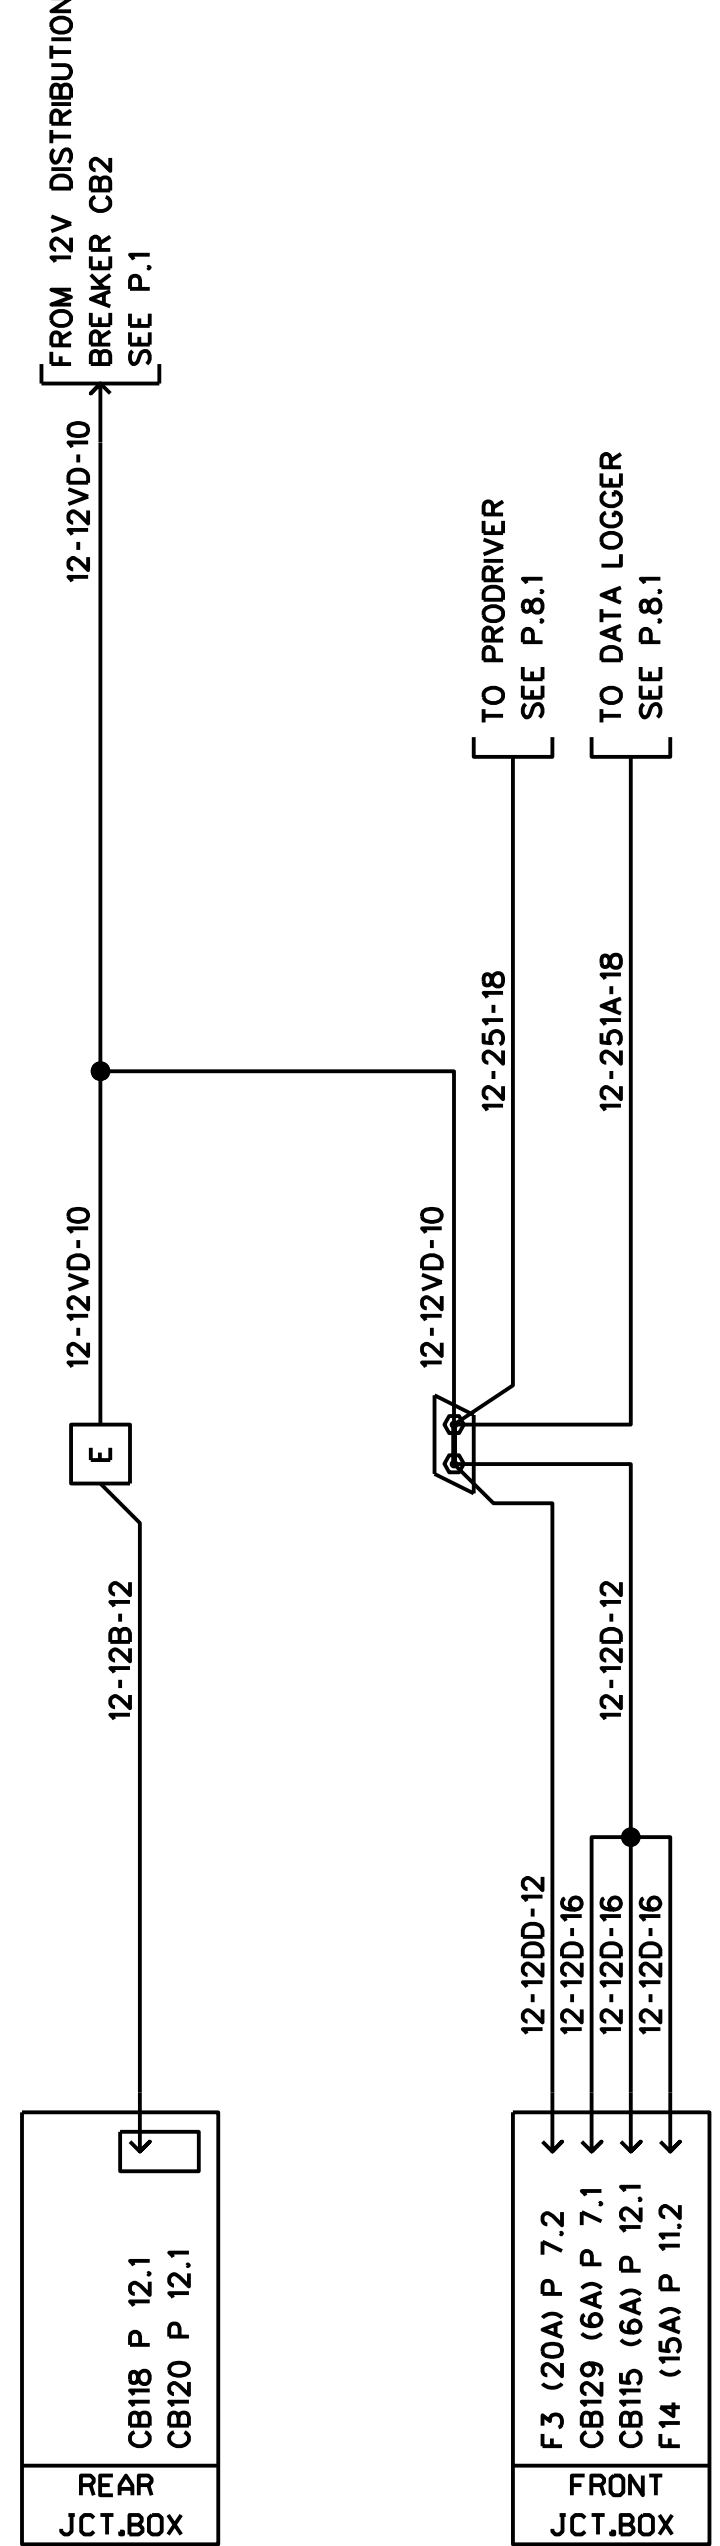 FROM 12V DISTRIBUTION
BREAKER CB2
SEE P.1
12-12VD-10
TO PRODRIVER
SEE P.8.1
TO DATA LOGGER
SEE P.8.1
12-251-18
12-251A-18
12-12VD-10
12-12VD-10
E
12-12B-12
12-12D-12
12-12DD-12
12-12D-16
12-12D-16
12-12D-16
CB118 P 12.1
CB120 P 12.1
F3 (20A) P 7.2
CB129 (6A) P 7.1
CB115 (6A) P 12.1
F14 (15A) P 11.2
REAR
JCT.BOX
FRONT
JCT.BOX